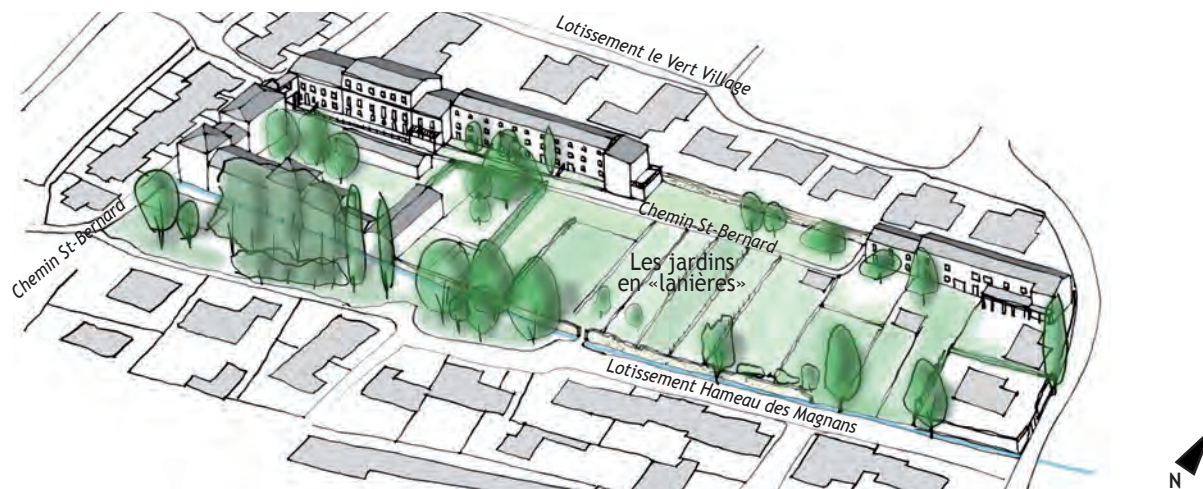 Lotissement le Vert Village
Chemin St-Bernard
Chemin St-Bernard
Les jardins
en «lanières»
Lotissement Hameau des Magnans
N